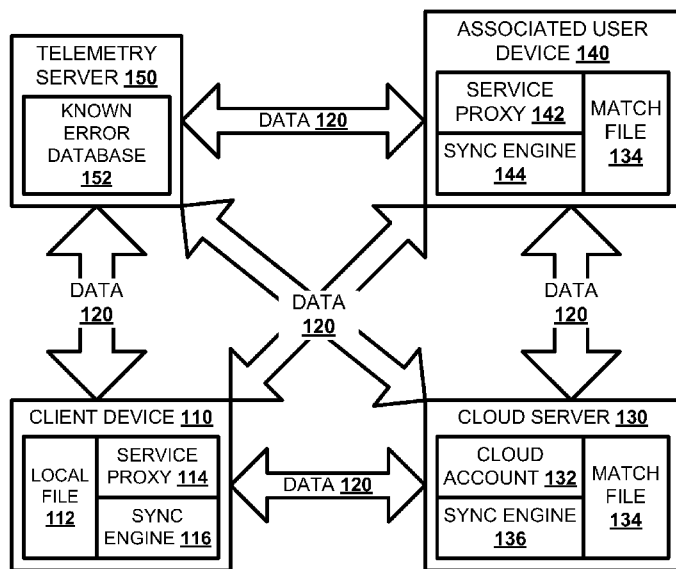 TELEMETRY
SERVER 150
KNOWN
ERROR
DATABASE
152
DATA 120
ASSOCIATED USER
DEVICE 140
SERVICE
PROXY 142
SYNC ENGINE
144
MATCH
FILE
134
DATA
120
DATA
120
DATA
120
CLIENT DEVICE 110
LOCAL
FILE
112
SERVICE
PROXY 114
SYNC
ENGINE 116
DATA 120
CLOUD SERVER 130
CLOUD
ACCOUNT 132
SYNC ENGINE
136
MATCH
FILE
134